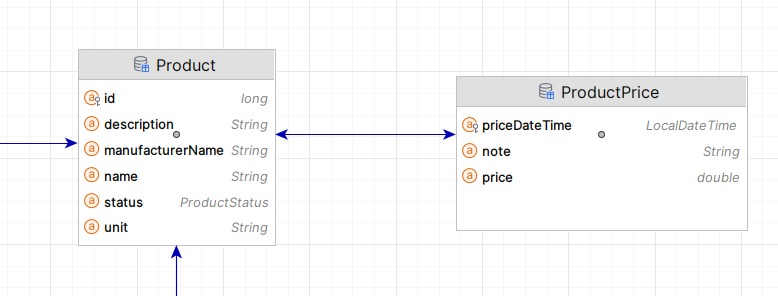 Product
id long
description String
manufacturerName String
name String
status ProductStatus
unit String
ProductPrice
priceDateTime LocalDateTime
note String
price double